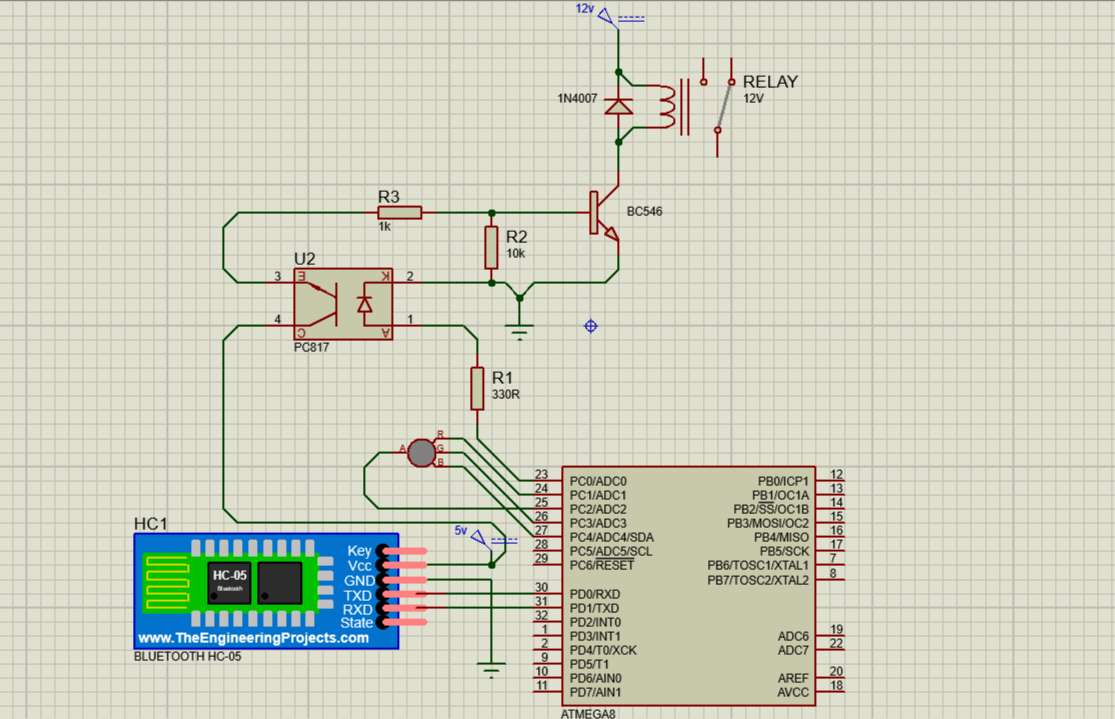 12v
RELAY
12V
1N4007
BC546
R3
1k
R2
10k
U2
3
E
K
2
4
C
A
1
PC817
R1
330R
A
R
G
B
23
PC0/ADC0
24
PC1/ADC1
25
PC2/ADC2
26
PC3/ADC3
27
PC4/ADC4/SDA
28
PC5/ADC5/SCL
29
PC6/RESET
30
PD0/RXD
31
PD1/TXD
32
PD2/INT0
1
PD3/INT1
2
PD4/T0/XCK
9
PD5/T1
10
PD6/AIN0
11
PD7/AIN1
PB0/ICP1
12
PB1/OC1A
13
PB2/SS/OC1B
14
PB3/MOSI/OC2
15
PB4/MISO
16
PB5/SCK
17
PB6/TOSC1/XTAL1
7
PB7/TOSC2/XTAL2
8
ADC6
19
ADC7
22
AREF
20
AVCC
18
ATMEGA8
5v
HC1
HC-05
Bluetooth
Key
Vcc
GND
TXD
RXD
State
www.TheEngineeringProjects.com
BLUETOOTH HC-05